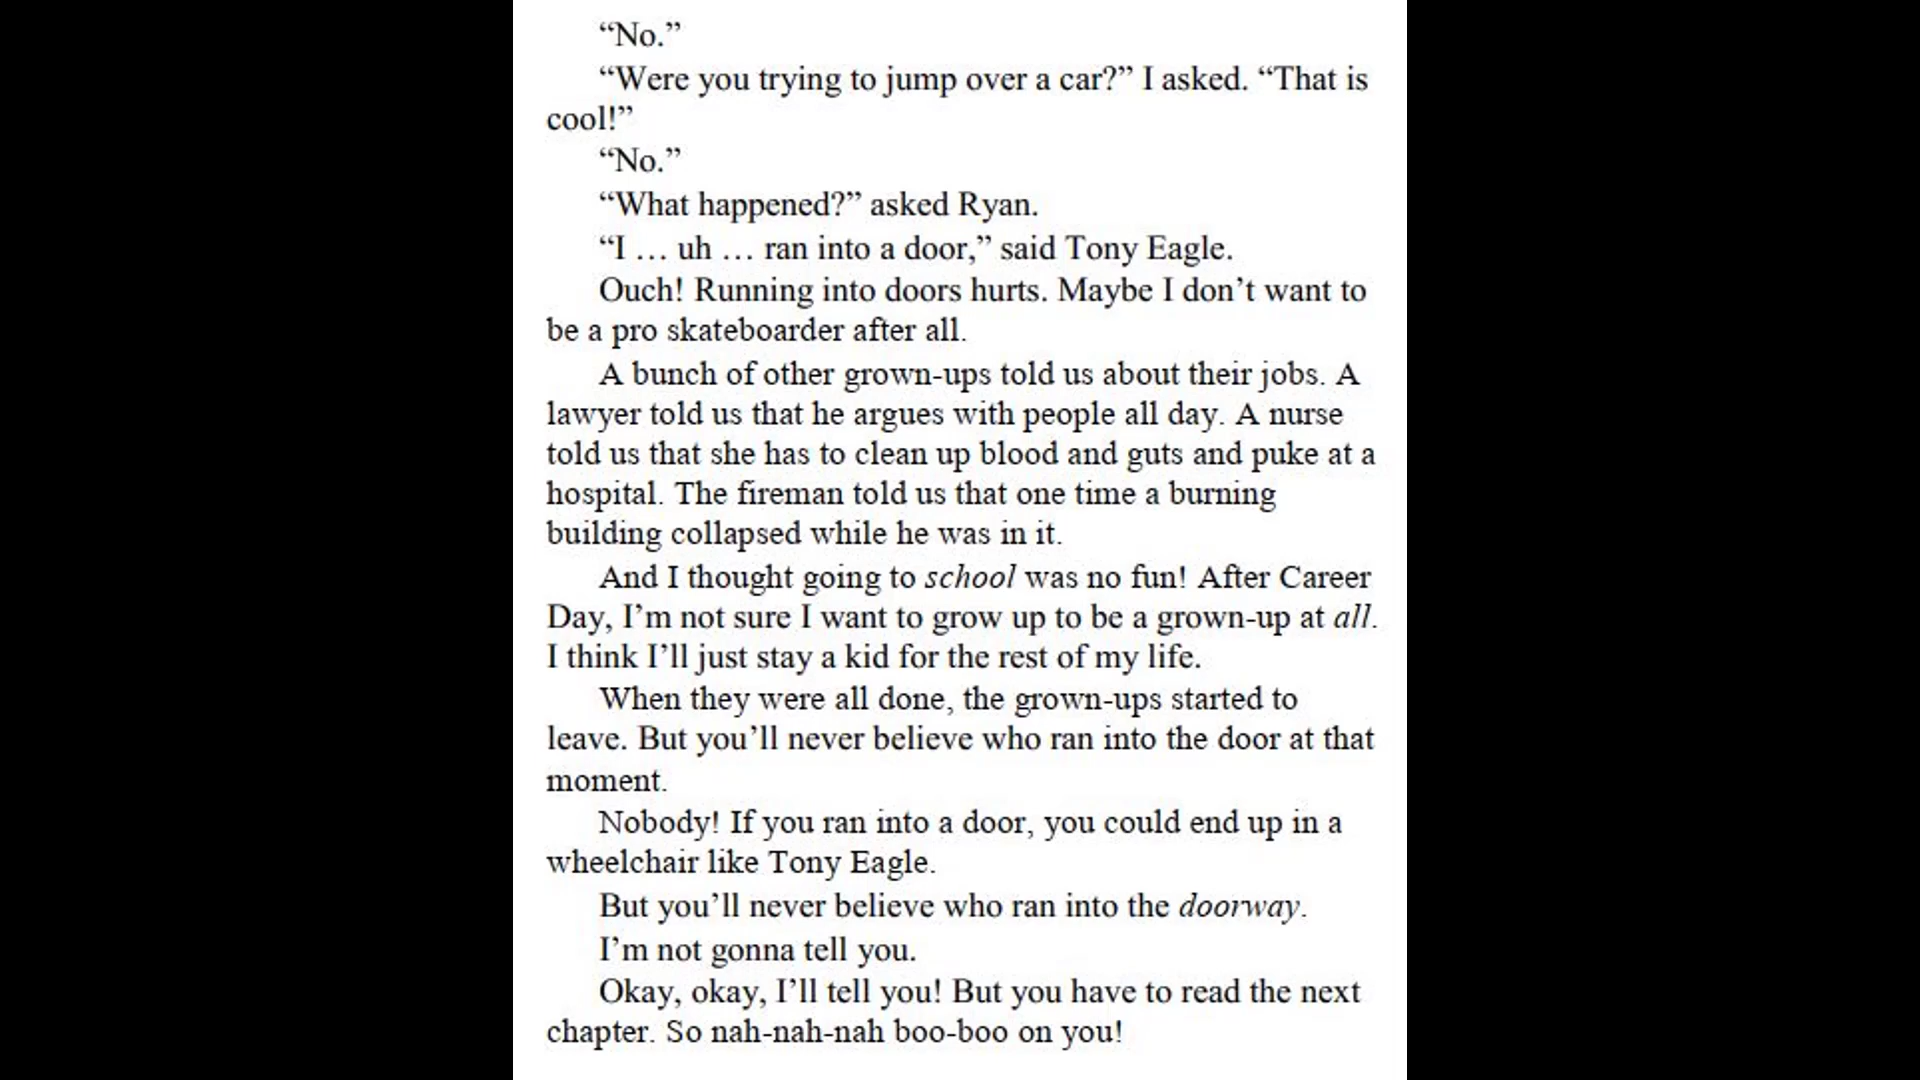 “No.”
“Were you trying to jump over a car?” I asked. “That is
cool!”
“No.”
“What happened?” asked Ryan.
“I … uh … ran into a door,” said Tony Eagle.
Ouch! Running into doors hurts. Maybe I don’t want to
be a pro skateboarder after all.
A bunch of other grown-ups told us about their jobs. A
lawyer told us that he argues with people all day. A nurse
told us that she has to clean up blood and guts and puke at a
hospital. The fireman told us that one time a burning
building collapsed while he was in it.
And I thought going to school was no fun! After Career
Day, I’m not sure I want to grow up to be a grown-up at all.
I think I’ll just stay a kid for the rest of my life.
When they were all done, the grown-ups started to
leave. But you’ll never believe who ran into the door at that
moment.
Nobody! If you ran into a door, you could end up in a
wheelchair like Tony Eagle.
But you’ll never believe who ran into the doorway.
I’m not gonna tell you.
Okay, okay, I’ll tell you! But you have to read the next
chapter. So nah-nah-nah boo-boo on you!